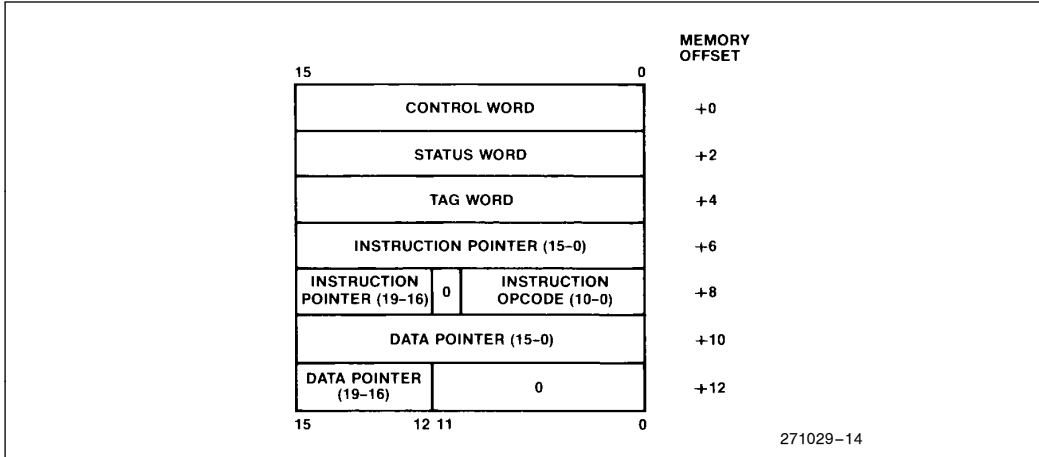 MEMORY
OFFSET
15 0
CONTROL WORD +0
STATUS WORD +2
TAG WORD +4
INSTRUCTION POINTER (15–0) +6
INSTRUCTION
POINTER (19–16)
0
INSTRUCTION
OPCODE (10–0)
+8
DATA POINTER (15–0) +10
DATA POINTER
(19–16)
0
+12
15 12 11 0
271029–14